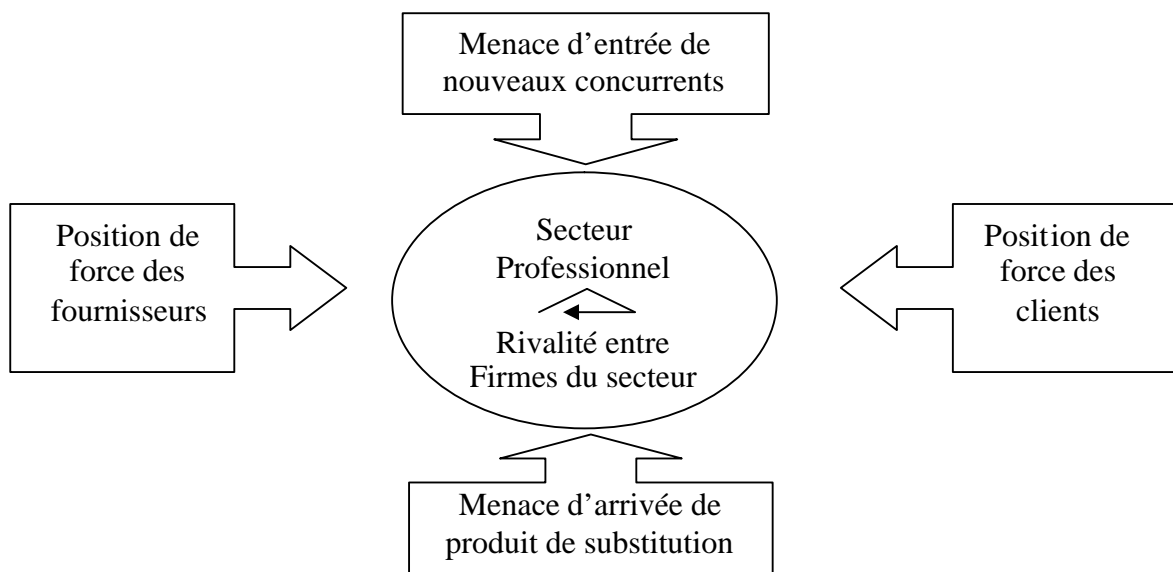 Menace d’entrée de
nouveaux concurrents
Position de
force des
fournisseurs
Secteur
Professionnel
Rivalité entre
Firmes du secteur
Position de
force des
clients
Menace d’arrivée de
produit de substitution